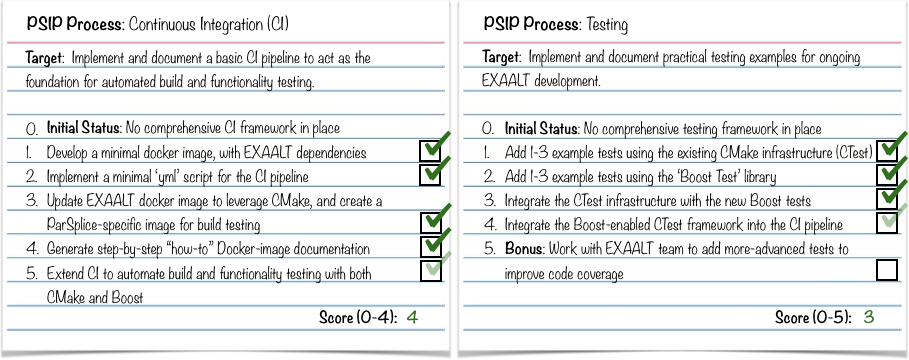 PSIP Process: Continuous Integration (CI)
Target: Implement and document a basic CI pipeline to act as the
foundation for automated build and functionality testing.
0. Initial Status: No comprehensive CI framework in place
1. Develop a minimal docker image, with EXAALT dependencies
2. Implement a minimal 'yml' script for the CI pipeline
3. Update EXAALT docker image to leverage CMake, and create a
ParSplice-specific image for build testing
4. Generate step-by-step "how-to" Docker-image documentation
5. Extend CI to automate build and functionality testing with both
CMake and Boost
Score (0-4): 4
PSIP Process: Testing
Target: Implement and document practical testing examples for ongoing
EXAALT development.
0. Initial Status: No comprehensive testing framework in place
1. Add 1-3 example tests using the existing CMake infrastructure (CTest)
2. Add 1-3 example tests using the 'Boost Test' library
3. Integrate the CTest infrastructure with the new Boost tests
4. Integrate the Boost-enabled CTest framework into the CI pipeline
5. Bonus: Work with EXAALT team to add more-advanced tests to
improve code coverage
Score (0-5): 3